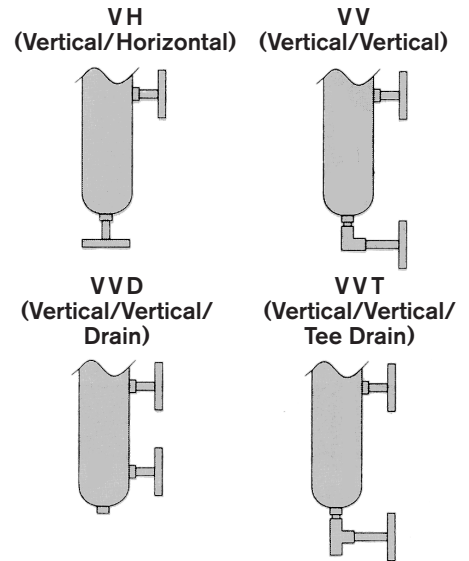 VH
(Vertical/Horizontal)
VV
(Vertical/Vertical)
VVD
(Vertical/Vertical/
Drain)
VVT
(Vertical/Vertical/
Tee Drain)